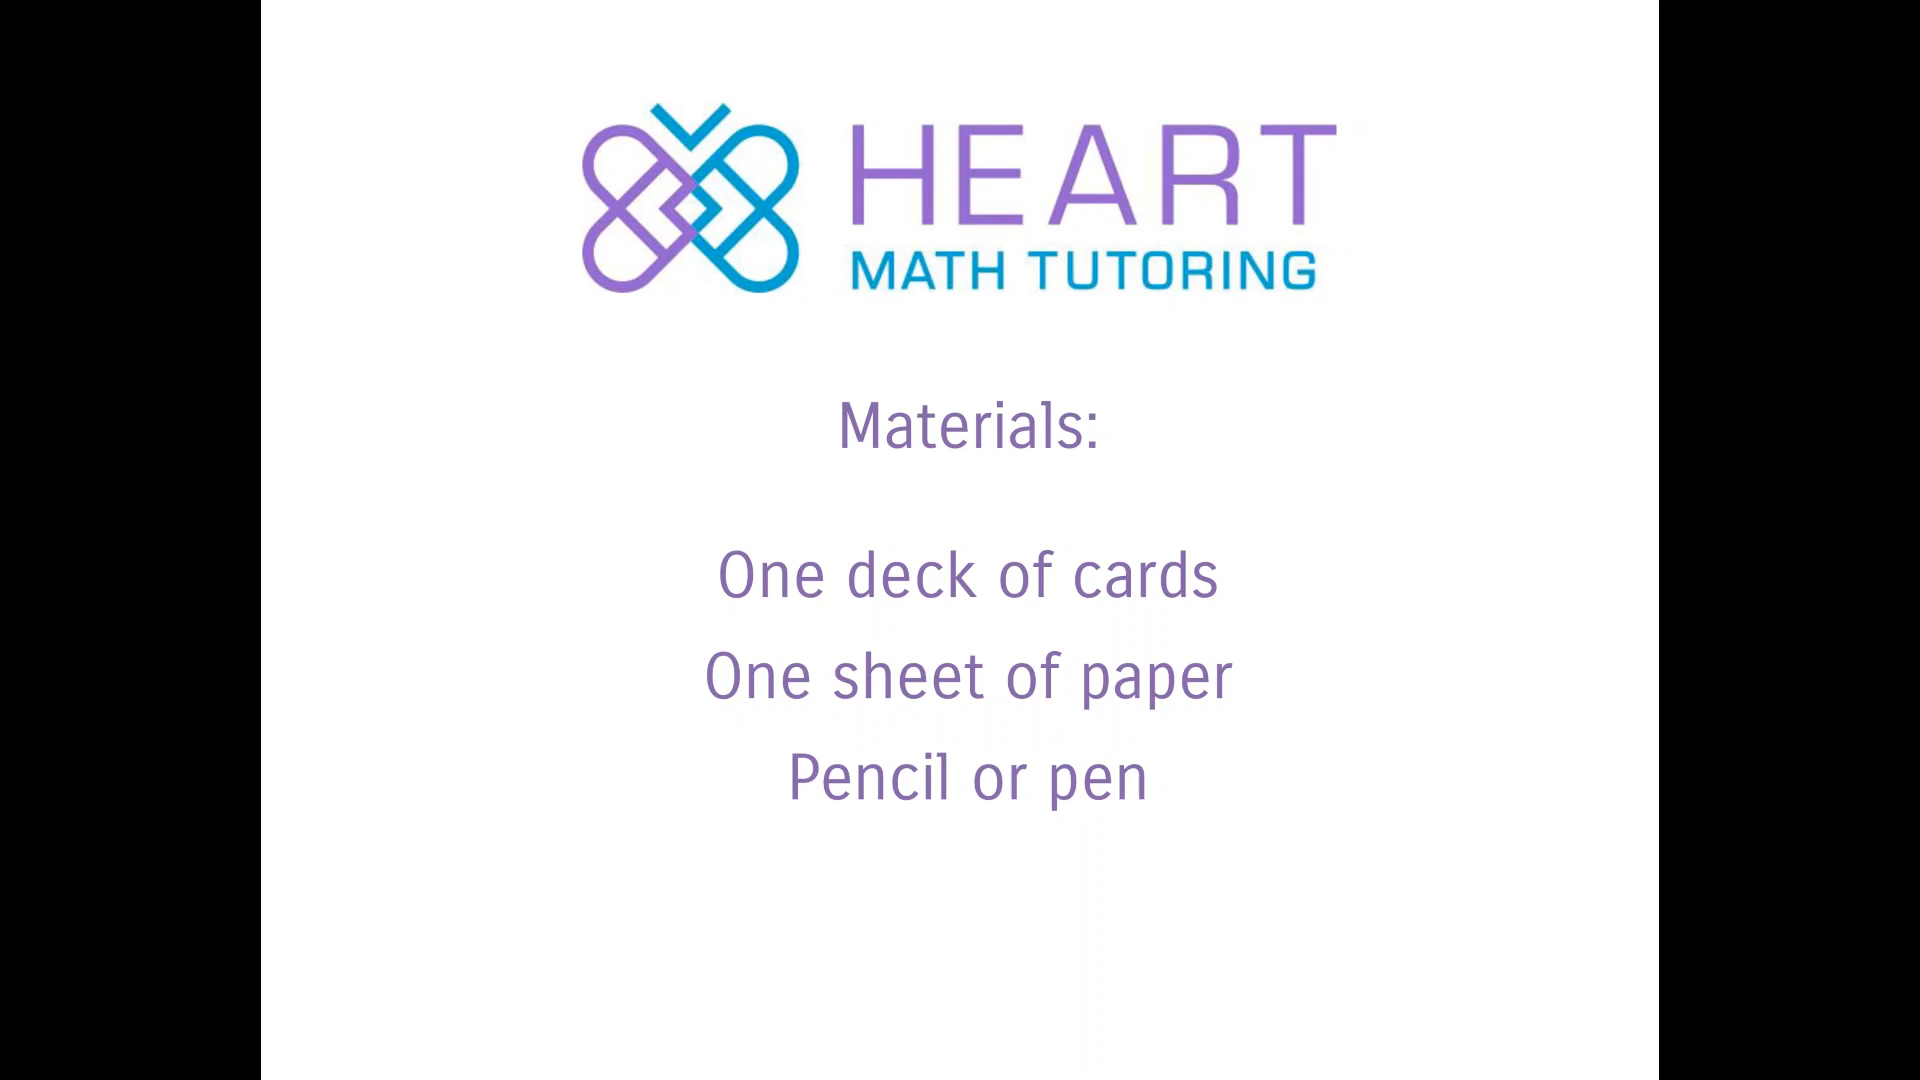 HEART
MATH TUTORING
Materials:
One deck of cards
One sheet of paper
Pencil or pen